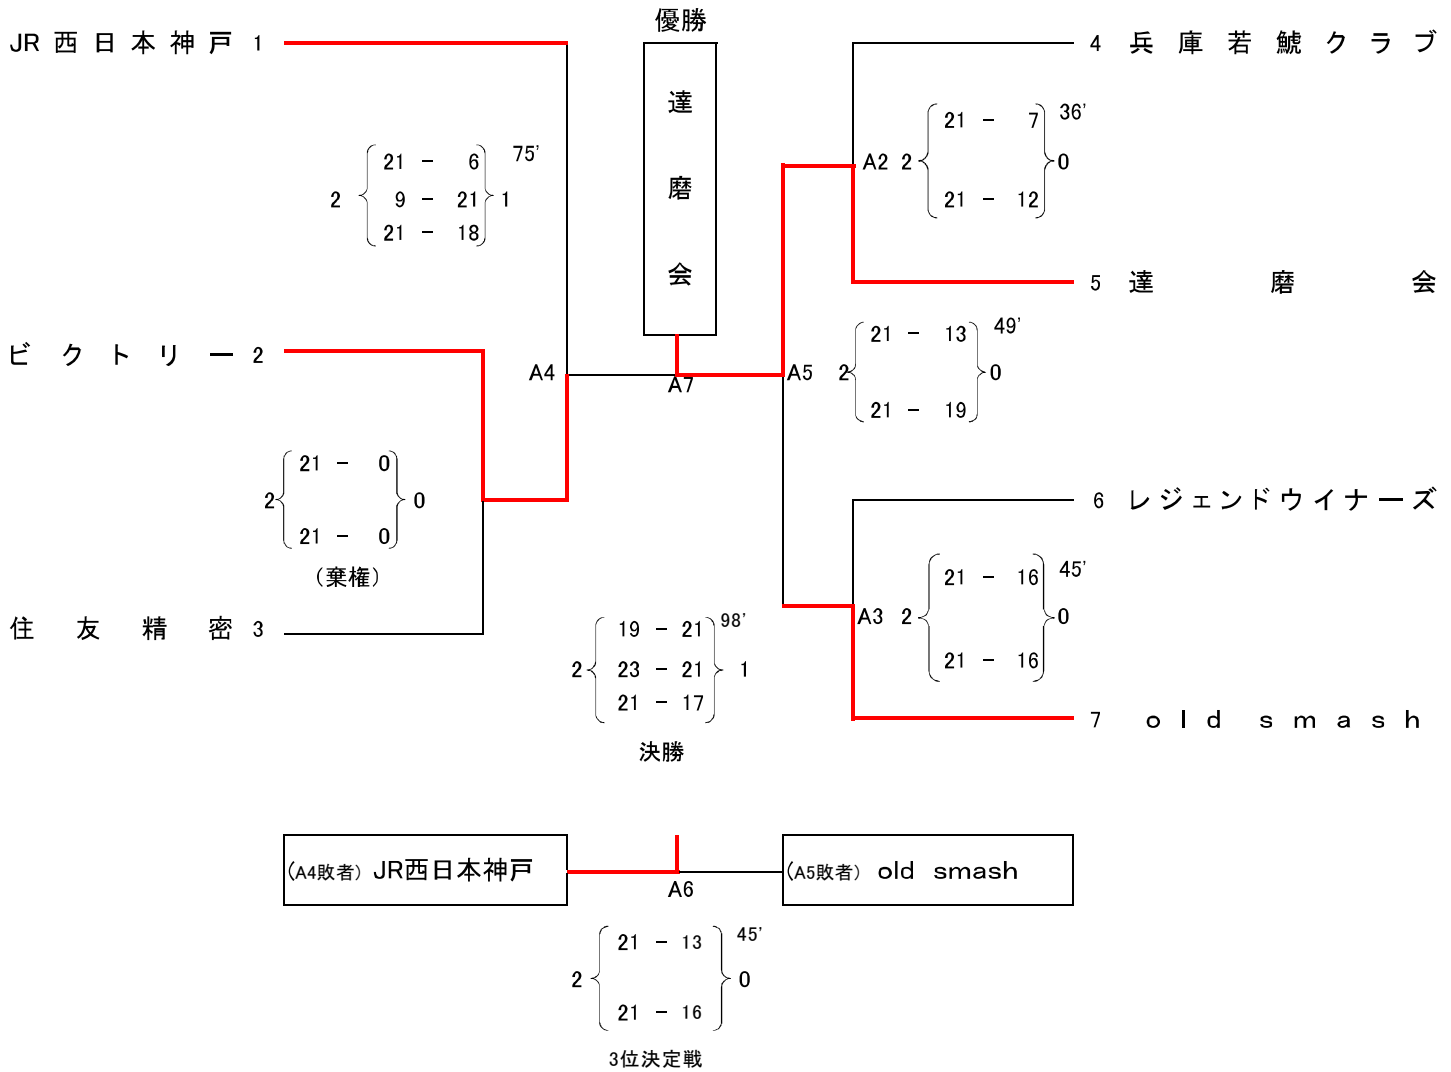 優勝
達磨会
JR西日本神戸 1
21 - 6 75'
2 9 - 21 1
21 - 18
ビクトリー 2
A4
21 - 0
2 0
21 - 0
(棄権)
住友精密 3
A7
4 兵庫若鯱クラブ
21 - 7 36'
A2 2 0
21 - 12
5 達磨会
21 - 13 49'
A5 2 0
21 - 19
6 レジェンドウイナーズ
21 - 16 45'
A3 2 0
21 - 16
7 old smash
19 - 21 98'
2 23 - 21 1
21 - 17
決勝
(A4敗者) JR西日本神戸
A6
(A5敗者) old smash
21 - 13 45'
2 0
21 - 16
3位決定戦